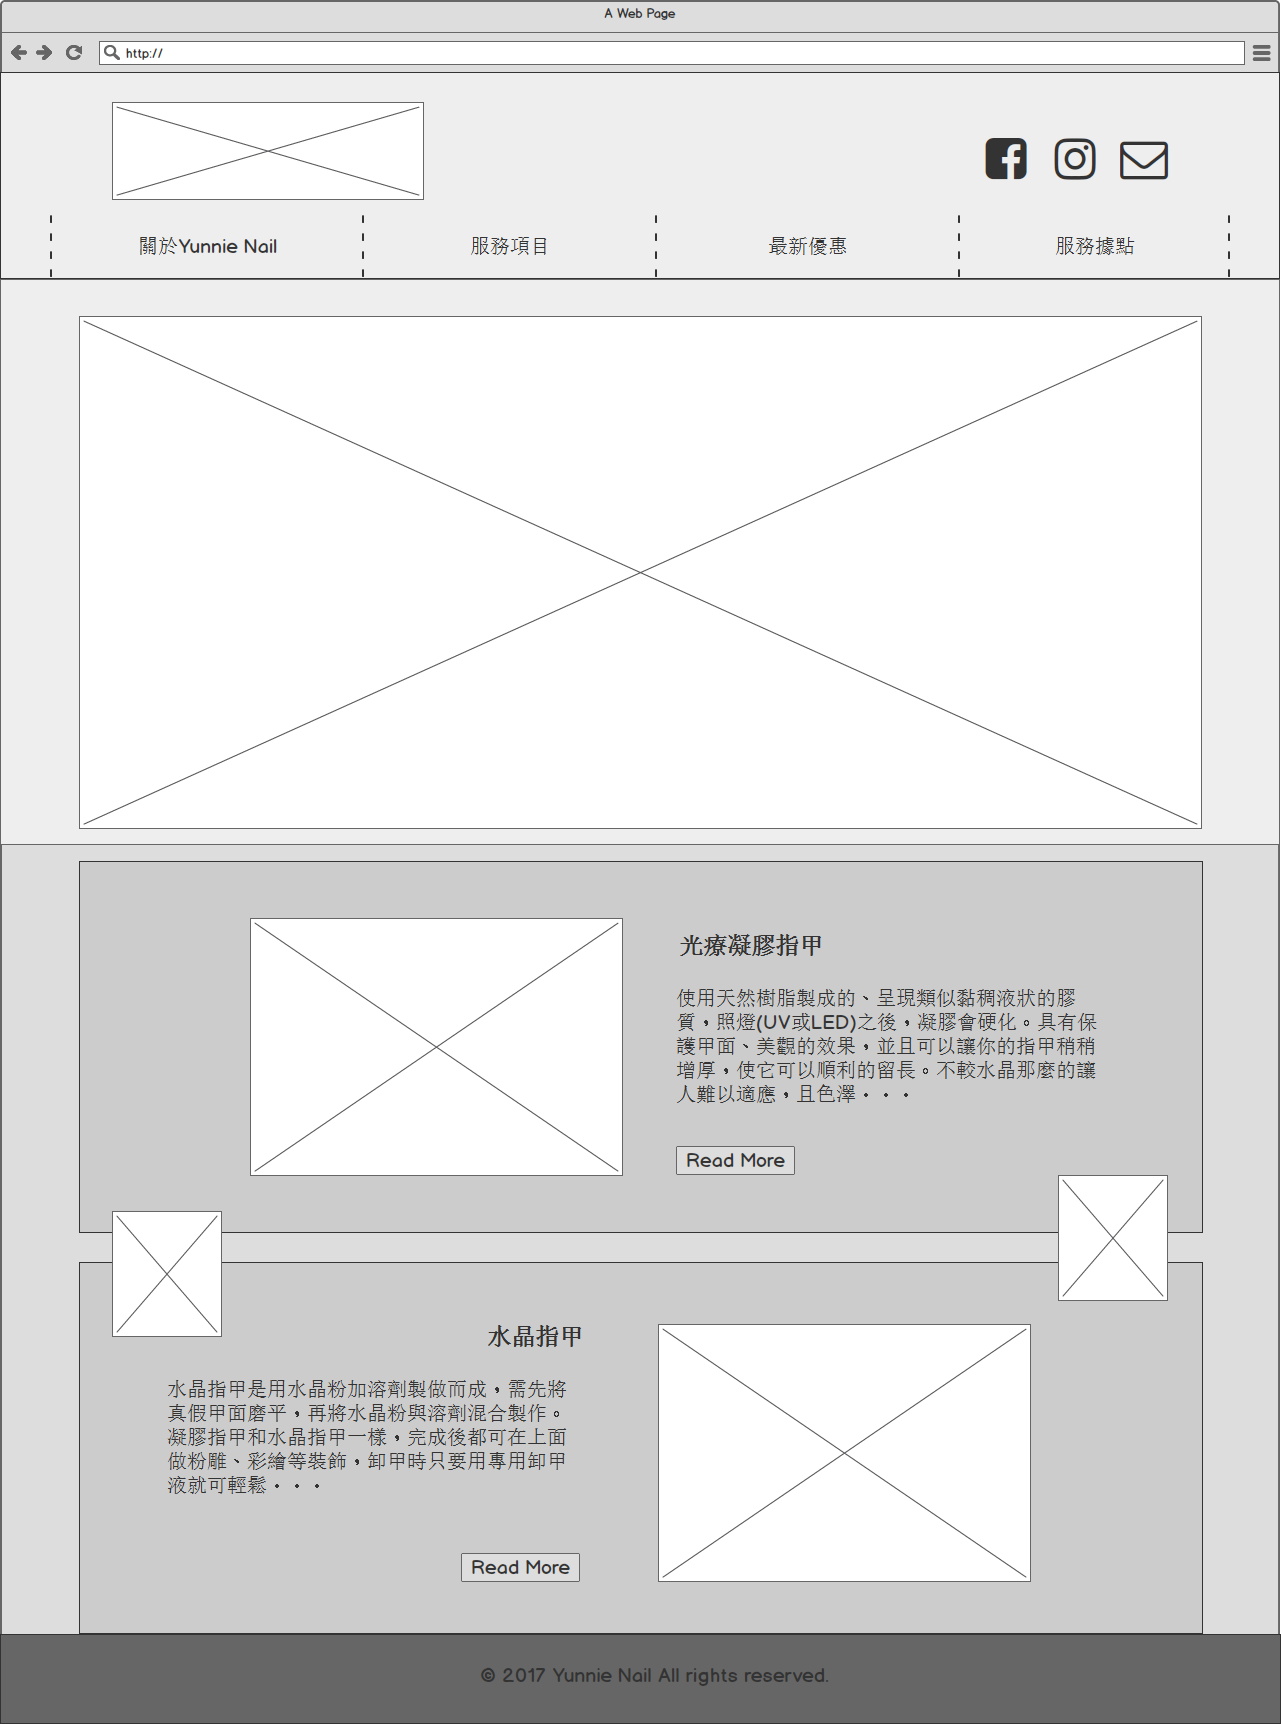 A Web Page
http://
關於Yunnie Nail
服務項目
最新優惠
服務據點
光療凝膠指甲
使用天然樹脂製成的、呈現類似黏稠液狀的膠
質，照燈(UV或LED)之後，凝膠會硬化。具有保
護甲面、美觀的效果，並且可以讓你的指甲稍稍
增厚，使它可以順利的留長。不較水晶那麼的讓
人難以適應，且色澤・・・
Read More
水晶指甲
水晶指甲是用水晶粉加溶劑製做而成，需先將
真假甲面磨平，再將水晶粉與溶劑混合製作。
凝膠指甲和水晶指甲一樣，完成後都可在上面
做粉雕、彩繪等裝飾，卸甲時只要用專用卸甲
液就可輕鬆・・・
Read More
© 2017 Yunnie Nail All rights reserved.